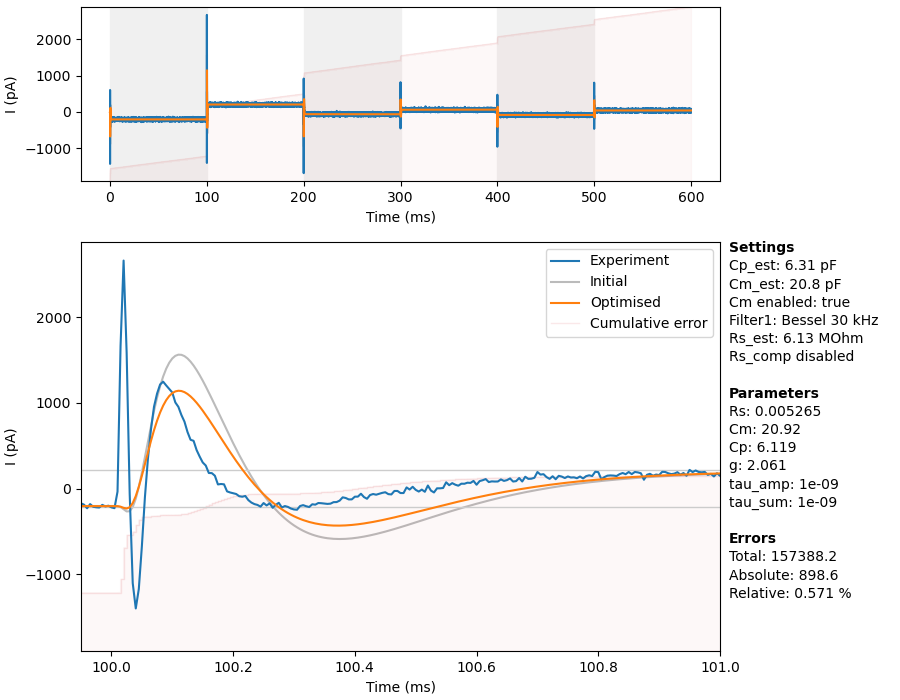 2000
1000
0
−1000
I (pA)
0 100 200 300 400 500 600
Time (ms)
2000
1000
0
−1000
I (pA)
Experiment
Initial
Optimised
Cumulative error
100.0 100.2 100.4 100.6 100.8 101.0
Time (ms)
Settings
Cp_est: 6.31 pF
Cm_est: 20.8 pF
Cm enabled: true
Filter1: Bessel 30 kHz
Rs_est: 6.13 MOhm
Rs_comp disabled
Parameters
Rs: 0.005265
Cm: 20.92
Cp: 6.119
g: 2.061
tau_amp: 1e-09
tau_sum: 1e-09
Errors
Total: 157388.2
Absolute: 898.6
Relative: 0.571 %